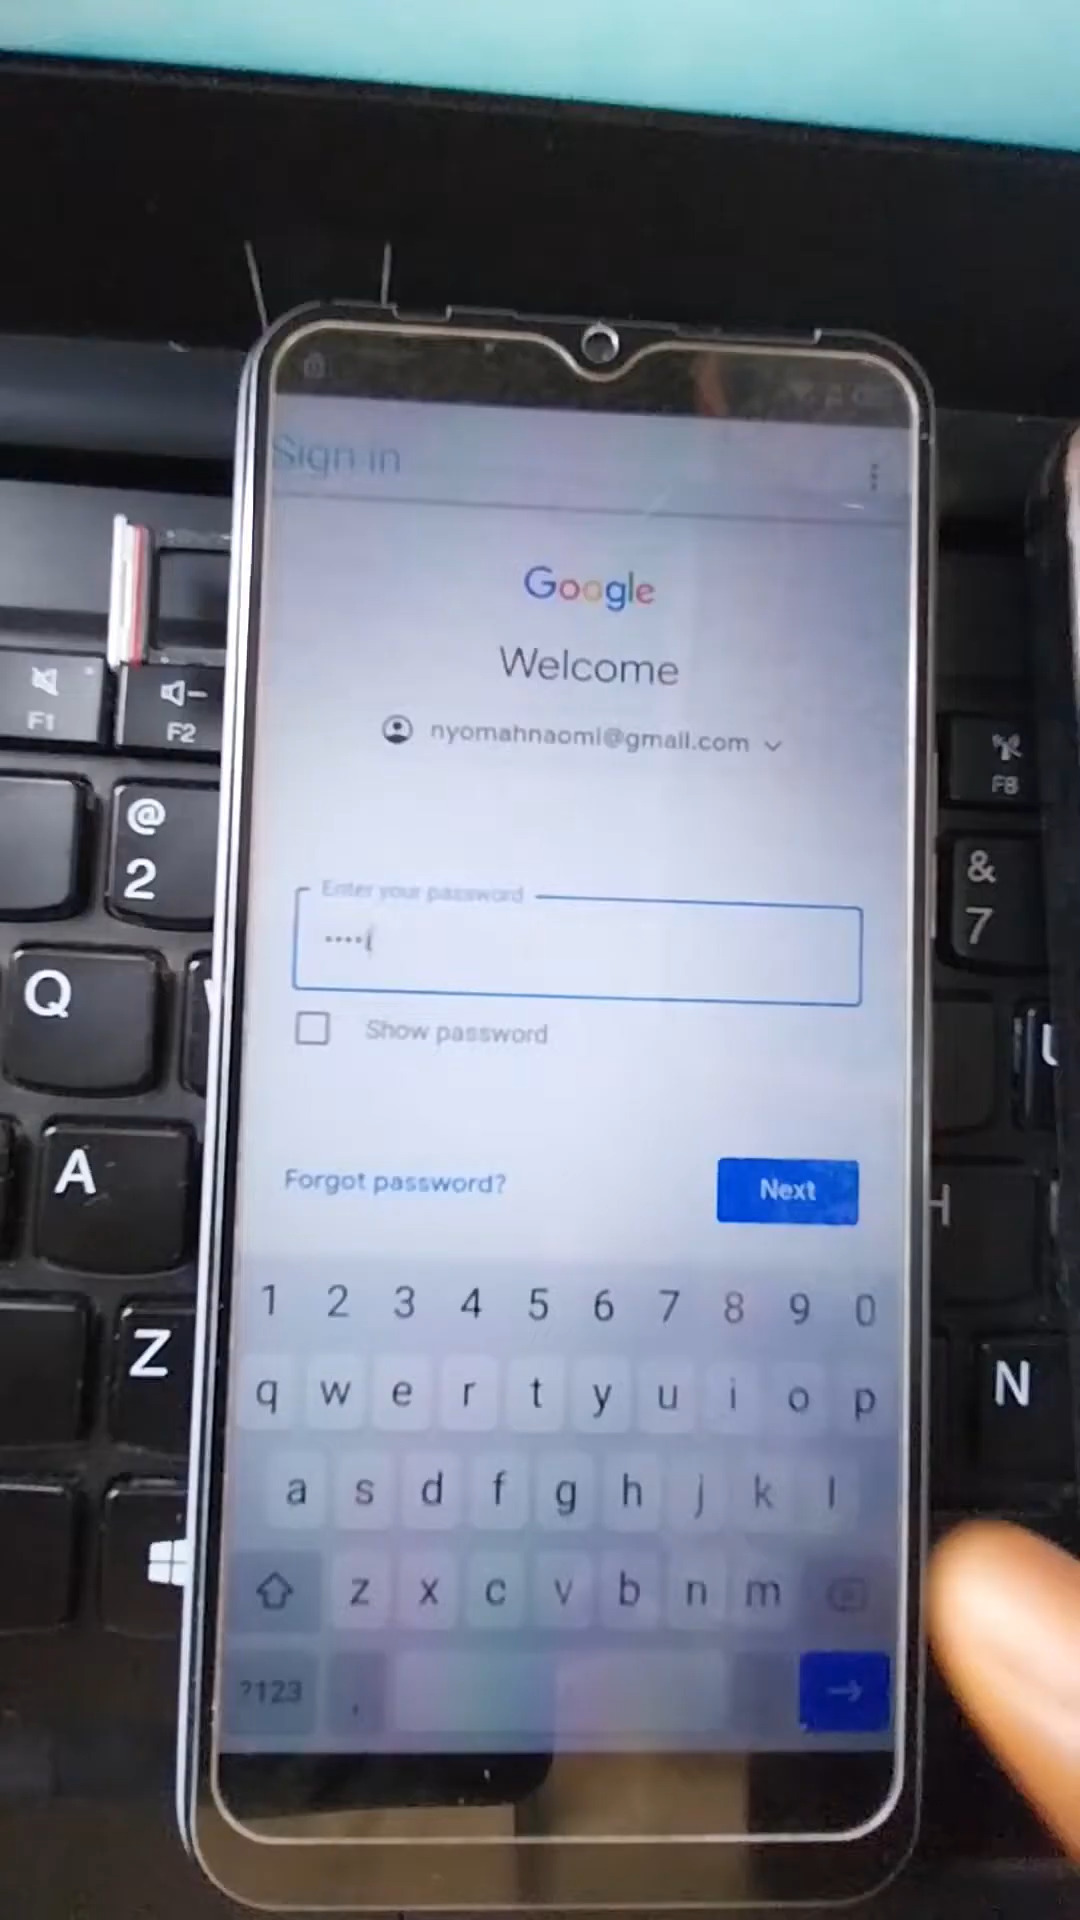 Sign in
Google
Welcome
nyomahnaomi@gmail.com
Enter your password
••••
Show password
Forgot password?
Next
1 2 3 4 5 6 7 8 9 0
q w e r t y u i o p
a s d f g h j k l
z x c v b n m
?123 ,
F1
F2
@
2
Q
A
Z
F8
&
7
U
H
N